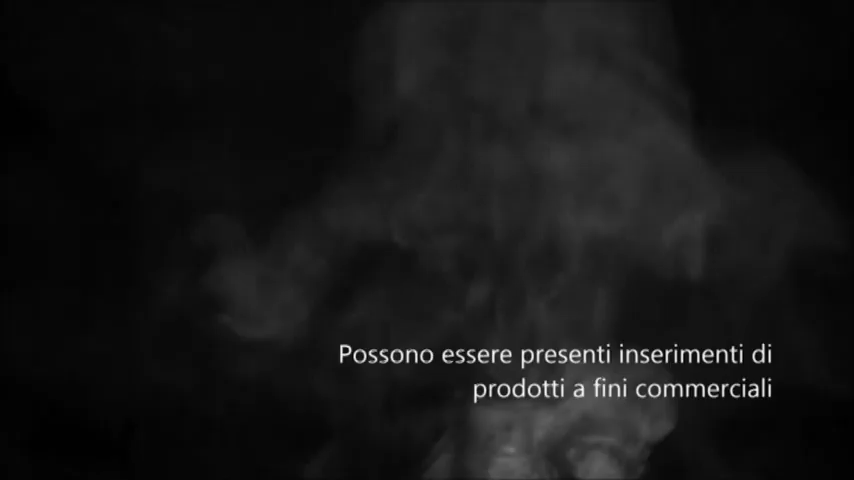 Possono essere presenti inserimenti di
prodotti a fini commerciali